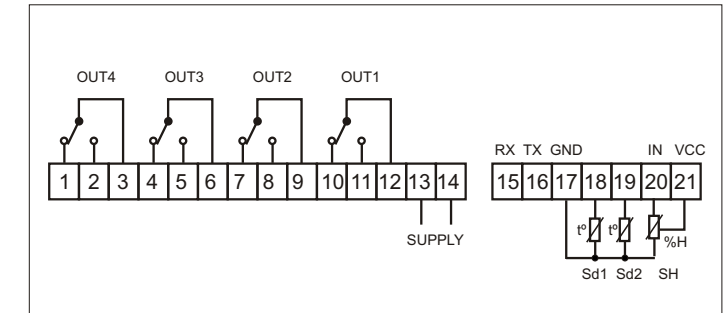 OUT4 OUT3 OUT2 OUT1
RX TX GND IN VCC
1 2 3 4 5 6 7 8 9 10 11 12 13 14 15 16 17 18 19 20 21
SUPPLY
tº tº %H
Sd1 Sd2 SH